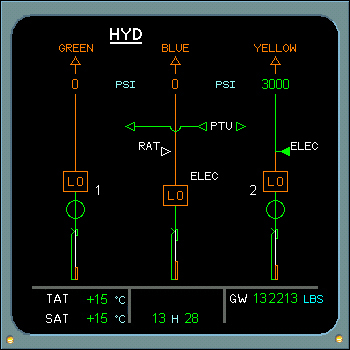 HYD
GREEN BLUE YELLOW
0 PSI 0 PSI 3000
PTU
RAT ELEC
ELEC
LO 1 LO 2 LO
TAT +15 °C GW 132213 LBS
SAT +15 °C 13 H 28